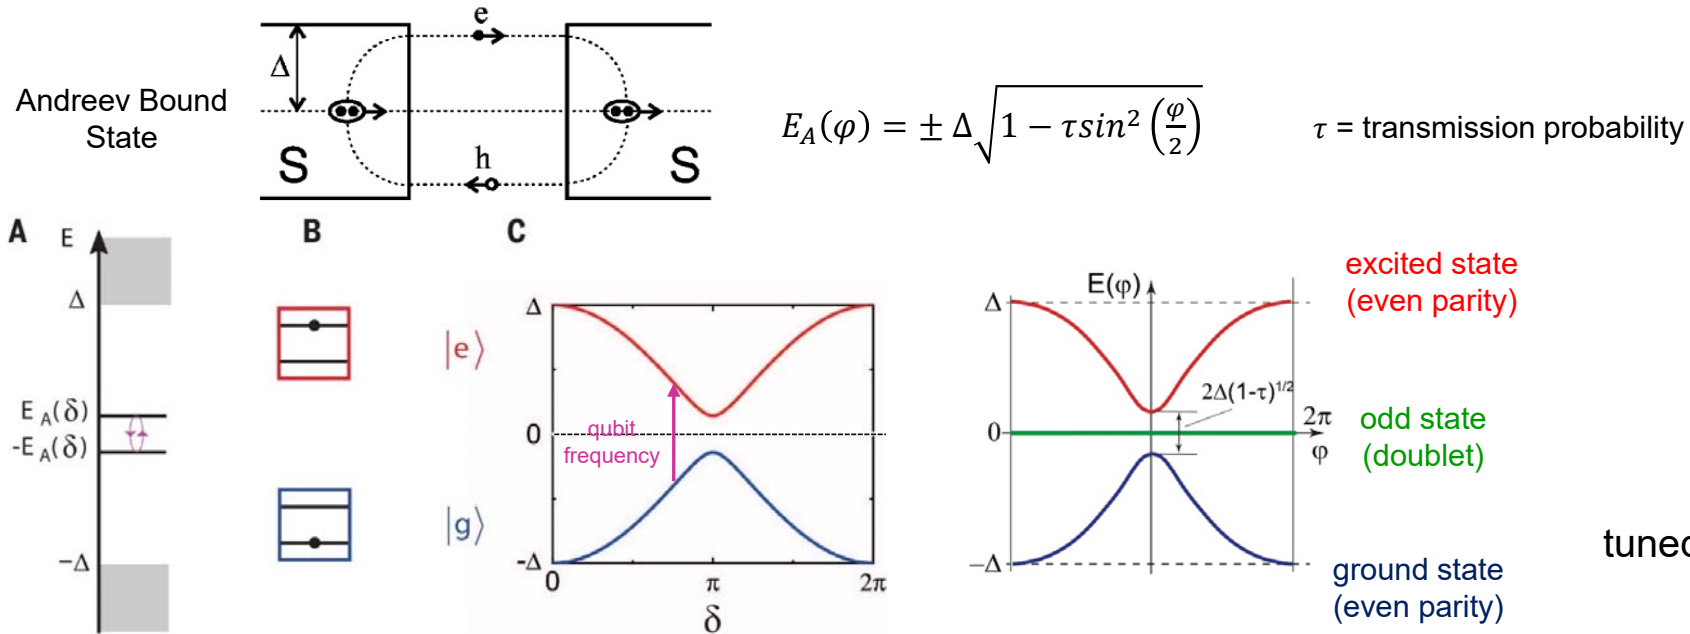 Andreev Bound
State
Δ
e
h
S
S
E_A(φ) = ± Δ√(1 − τsin²(φ/2))
τ = transmission probability
A
E
Δ
E_A(δ)
-E_A(δ)
−Δ
B
|e⟩
|g⟩
C
Δ
0
-Δ
qubit
frequency
0
π
2π
δ
E(φ)
Δ
0
−Δ
2Δ(1-τ)^{1/2}
2π
φ
excited state
(even parity)
odd state
(doublet)
ground state
(even parity)
tuned